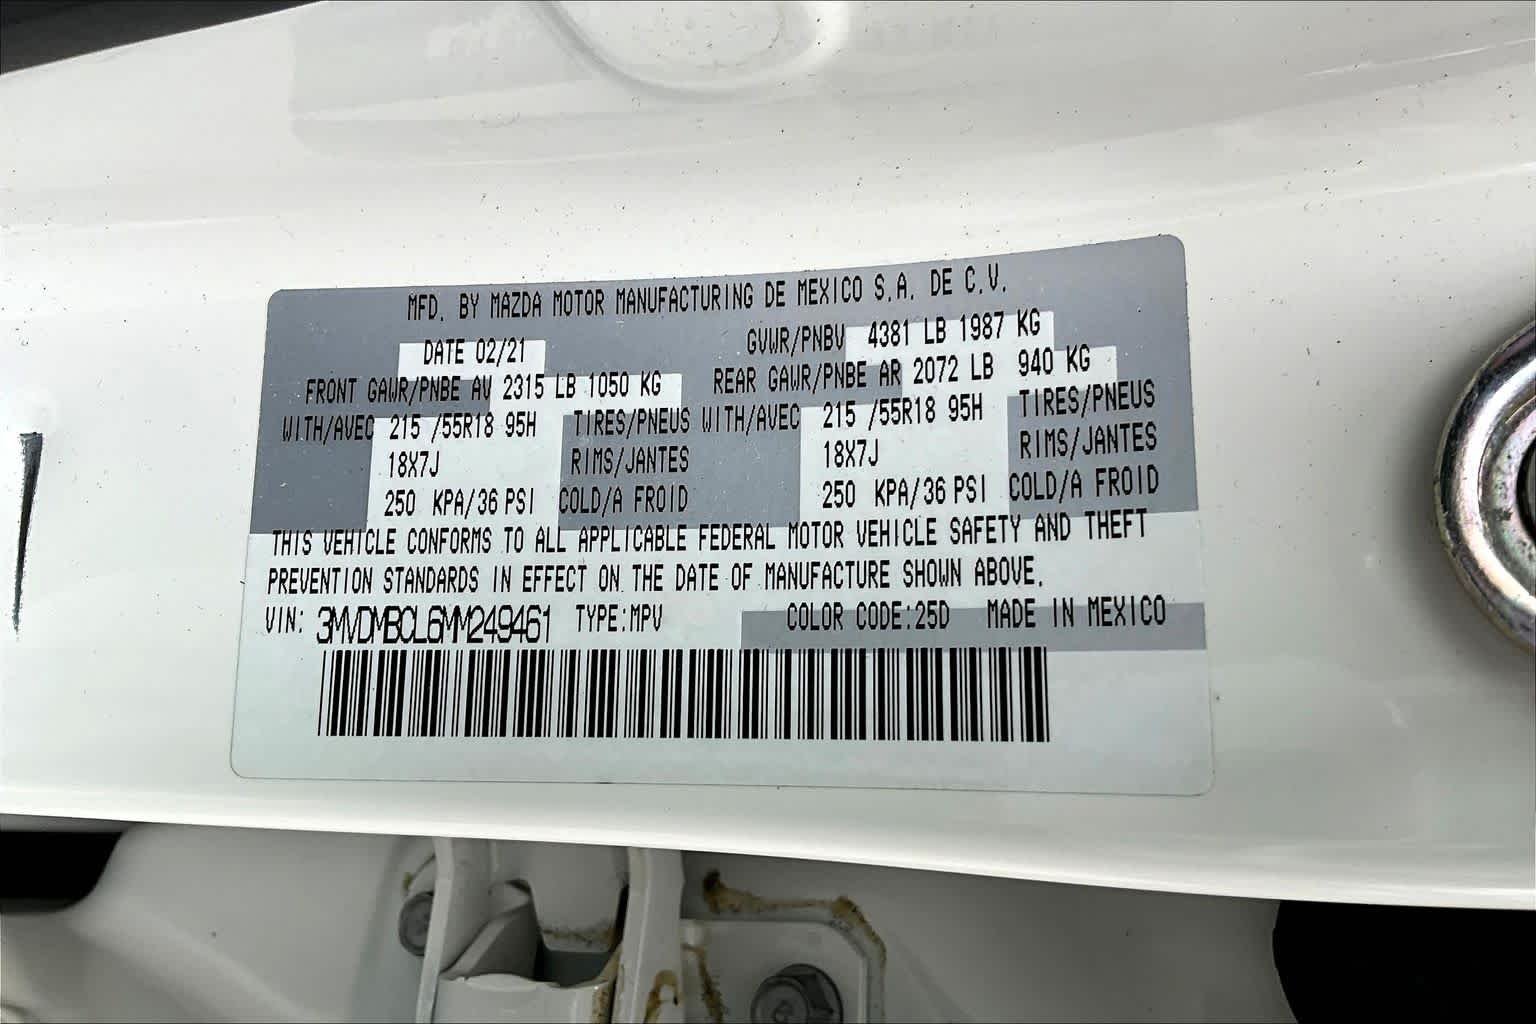 MFD. BY MAZDA MOTOR MANUFACTURING DE MEXICO S.A. DE C.V.
DATE 02/21 GVWR/PNBV 4381 LB 1987 KG
FRONT GAWR/PNBE AV 2315 LB 1050 KG REAR GAWR/PNBE AR 2072 LB 940 KG
WITH/AVEC 215 /55R18 95H TIRES/PNEUS WITH/AVEC 215 /55R18 95H TIRES/PNEUS
18X7J RIMS/JANTES 18X7J RIMS/JANTES
250 KPA/36 PSI COLD/A FROID 250 KPA/36 PSI COLD/A FROID
THIS VEHICLE CONFORMS TO ALL APPLICABLE FEDERAL MOTOR VEHICLE SAFETY AND THEFT
PREVENTION STANDARDS IN EFFECT ON THE DATE OF MANUFACTURE SHOWN ABOVE.
VIN: 3MVDMBCL6MM249461 TYPE:MPV COLOR CODE:25D MADE IN MEXICO